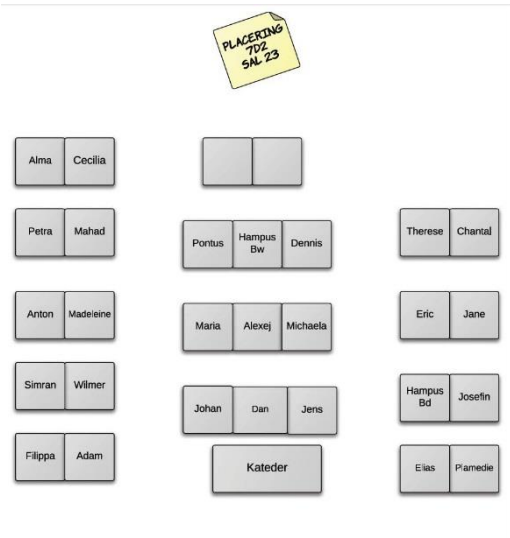 PLACERING
7D2
SAL 23
Alma Cecilia
Petra Mahad
Pontus Hampus Bw Dennis
Therese Chantal
Anton Madeleine
Maria Alexej Michaela
Eric Jane
Simran Wilmer
Johan Dan Jens
Hampus Bd Josefin
Filippa Adam
Kateder
Elias Plamedie